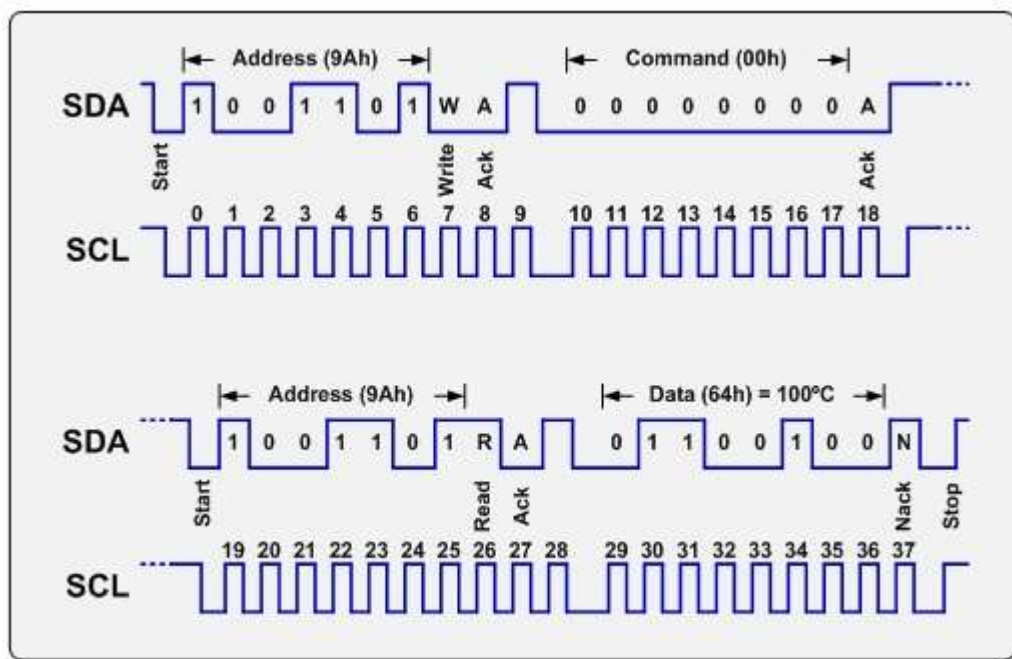 Address (9Ah) Command (00h)
SDA 1 0 0 1 1 0 1 W A 0 0 0 0 0 0 0 0 A
Start Write Ack Ack
0 1 2 3 4 5 6 7 8 9 10 11 12 13 14 15 16 17 18
SCL
Address (9Ah) Data (64h) = 100ºC
SDA 1 0 0 1 1 0 1 R A 0 1 1 0 0 1 0 0 N
Start Read Ack Nack Stop
19 20 21 22 23 24 25 26 27 28 29 30 31 32 33 34 35 36 37
SCL